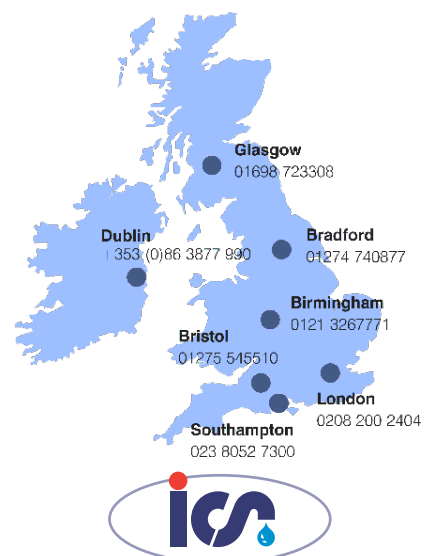 Glasgow
01698 723308
Dublin
353 (0)86 3877 990
Bradford
01274 740877
Birmingham
0121 3267771
Bristol
01275 545510
London
0208 200 2404
Southampton
023 8052 7300
ics